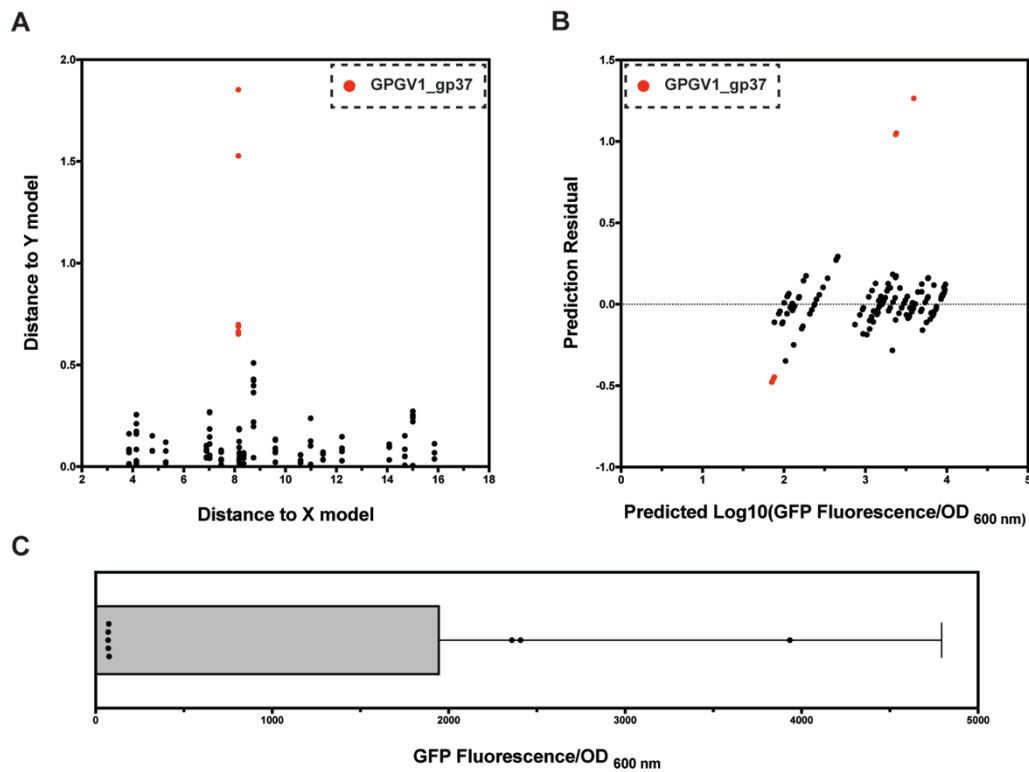 A
2.0
1.5
1.0
0.5
0.0
Distance to Y model
GPGV1_gp37
2 4 6 8 10 12 14 16 18
Distance to X model
B
1.5
1.0
0.5
0.0
-0.5
-1.0
Prediction Residual
GPGV1_gp37
0 1 2 3 4 5
Predicted Log10(GFP Fluorescence/OD 600 nm)
C
0 1000 2000 3000 4000 5000
GFP Fluorescence/OD 600 nm